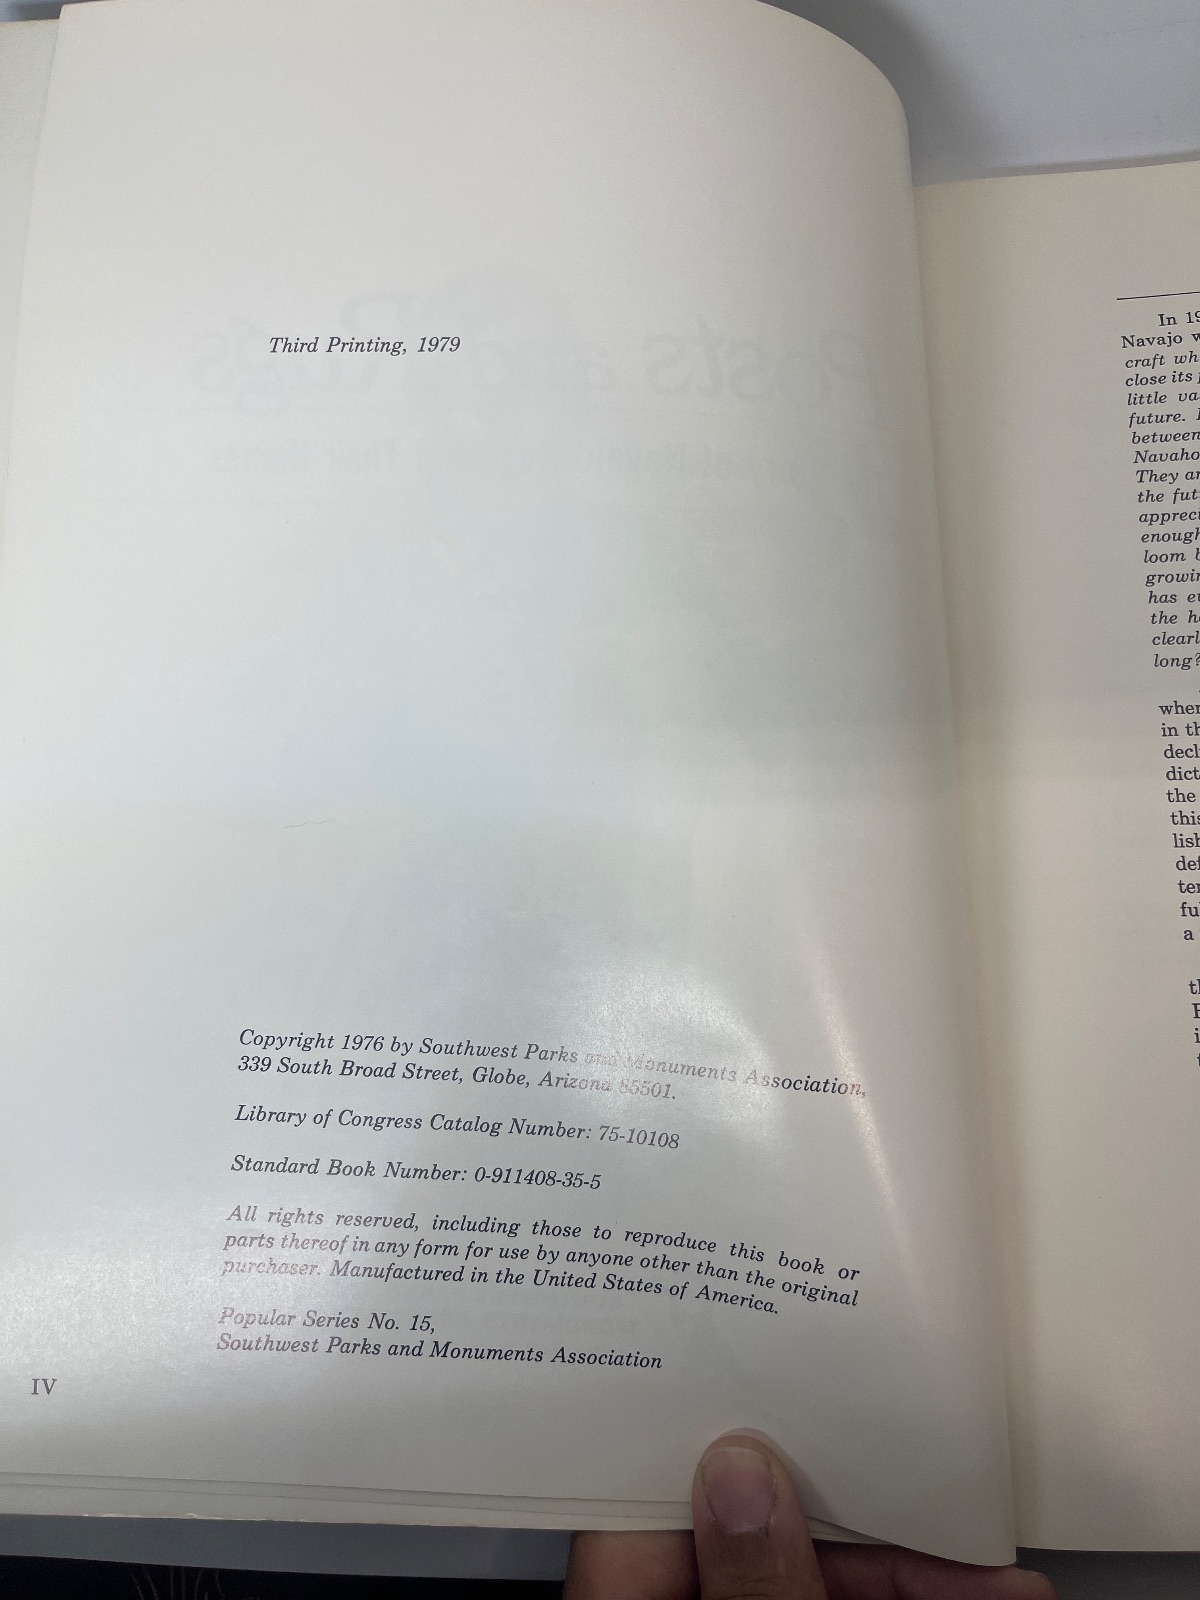 Third Printing, 1979
Copyright 1976 by Southwest Parks and Monuments Association,
339 South Broad Street, Globe, Arizona 85501.
Library of Congress Catalog Number: 75-10108
Standard Book Number: 0-911408-35-5
All rights reserved, including those to reproduce this book or
parts thereof in any form for use by anyone other than the original
purchaser. Manufactured in the United States of America.
Popular Series No. 15,
Southwest Parks and Monuments Association
IV
In 19
Navajo w
craft wh
close its
little va
future.
between
Navaho
They ar
the fut
appreci
enough
loom b
growin
has ev
the ho
clearl
long?
when
in th
decl
dict
the
this
lish
def
ter
ful
a